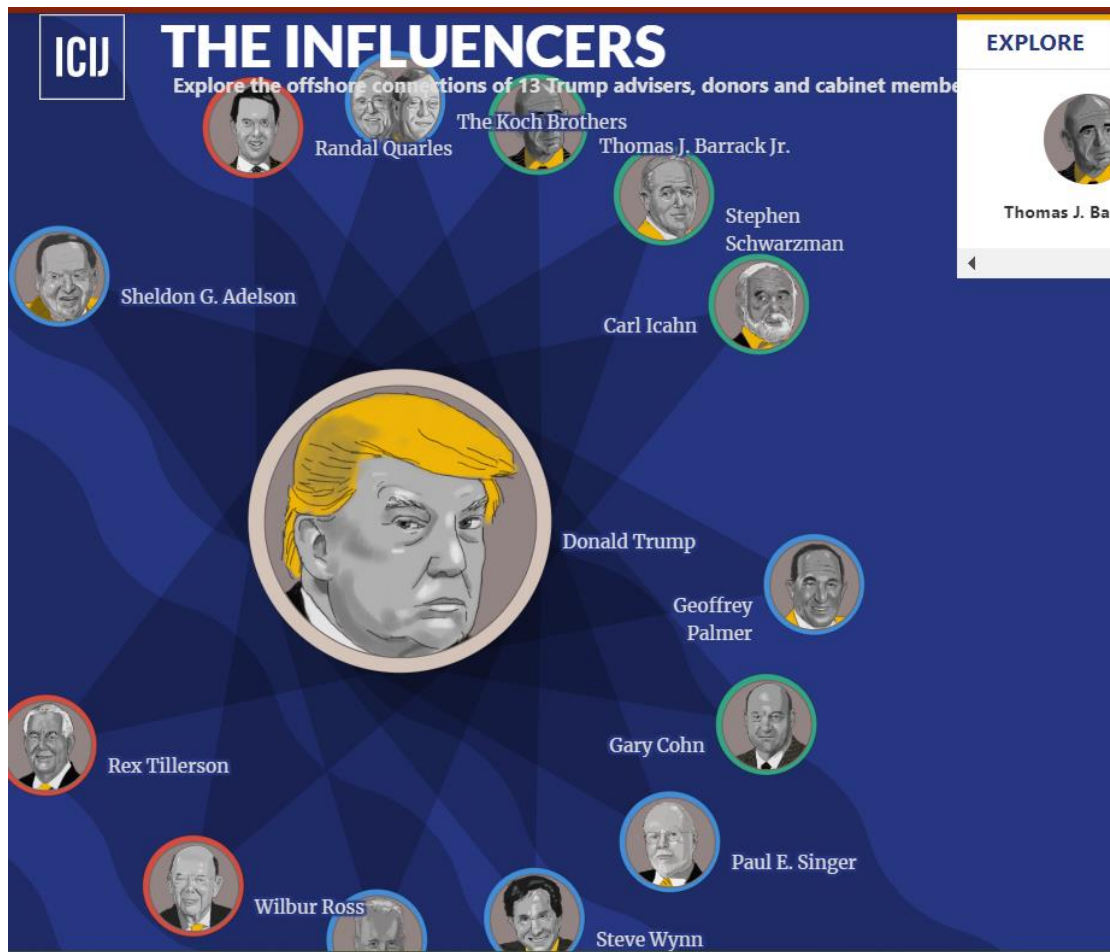 ICIJ
THE INFLUENCERS
Explore the offshore connections of 13 Trump advisers, donors and cabinet membe
EXPLORE
The Koch Brothers
Randal Quarles
Thomas J. Barrack Jr.
Thomas J. Ba
Stephen
Schwarzman
Sheldon G. Adelson
Carl Icahn
Donald Trump
Geoffrey
Palmer
Gary Cohn
Rex Tillerson
Paul E. Singer
Wilbur Ross
Steve Wynn